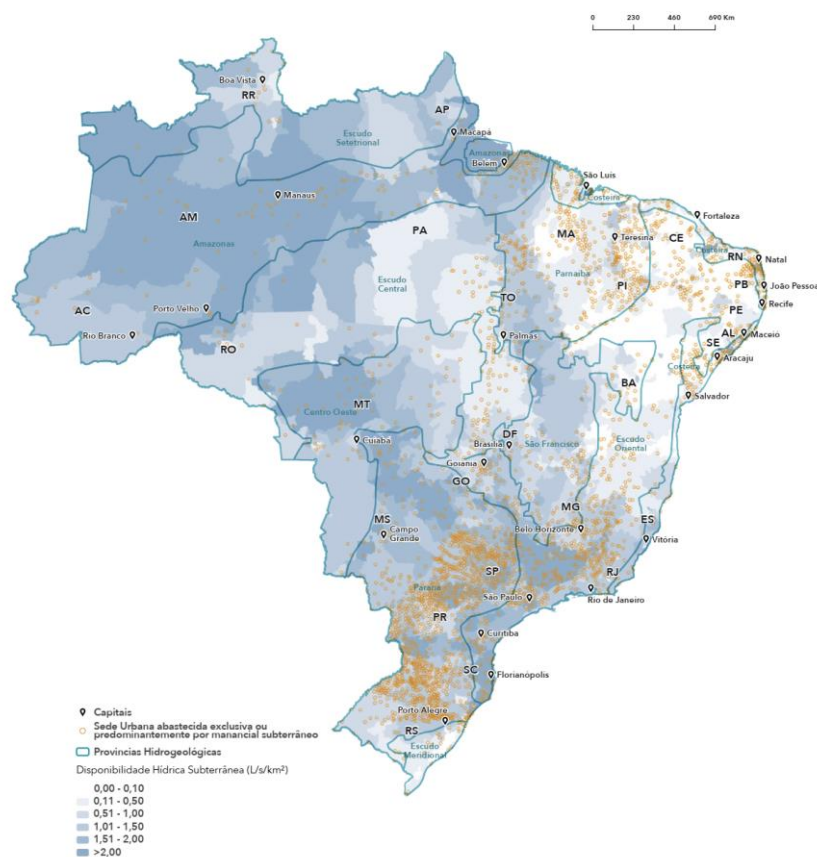 0 230 460 690 Km
Boa Vista
RR
AP
Escudo
Setetrional
Macapá
Amazonas
Belém
São Luís
Costeira
Manaus
Fortaleza
AM
PA
MA
Teresina
CE
Costeira
RN
Natal
Amazonas
Escudo
Central
Parnaíba
PI
PB
João Pessoa
TO
PE
Recife
AC
Porto Velho
AL
Maceió
Rio Branco
Palmas
SE
RO
Costeira
Aracaju
BA
Salvador
MT
Centro Oeste
DF
São Francisco
Escudo
Oriental
Cuiabá
Brasília
Goiania
GO
MG
MS
Campo
Grande
Belo Horizonte
ES
Vitória
SP
RJ
Paraná
São Paulo
Rio de Janeiro
PR
Curitiba
SC
Florianópolis
Porto Alegre
RS
Escudo
Meridional
Capitais
Sede Urbana abastecida exclusiva ou
predominantemente por manancial subterrâneo
Províncias Hidrogeológicas
Disponibilidade Hídrica Subterrânea (L/s/km²)
0,00 - 0,10
0,11 - 0,50
0,51 - 1,00
1,01 - 1,50
1,51 - 2,00
>2,00